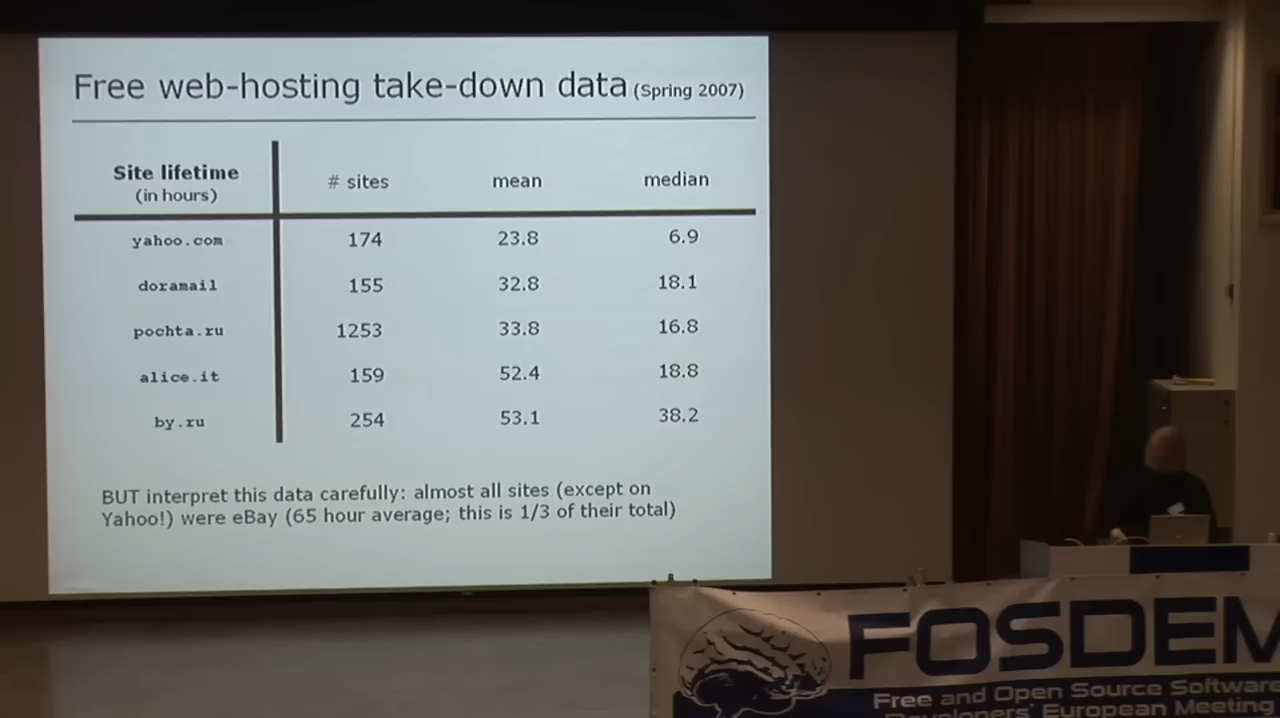 Free web-hosting take-down data (Spring 2007)
Site lifetime (in hours) # sites mean median
yahoo.com 174 23.8 6.9
doramail 155 32.8 18.1
pochta.ru 1253 33.8 16.8
alice.it 159 52.4 18.8
by.ru 254 53.1 38.2
BUT interpret this data carefully: almost all sites (except on
Yahoo!) were eBay (65 hour average; this is 1/3 of their total)
FOSDEM
Free and Open Source Software
Developers' European Meeting